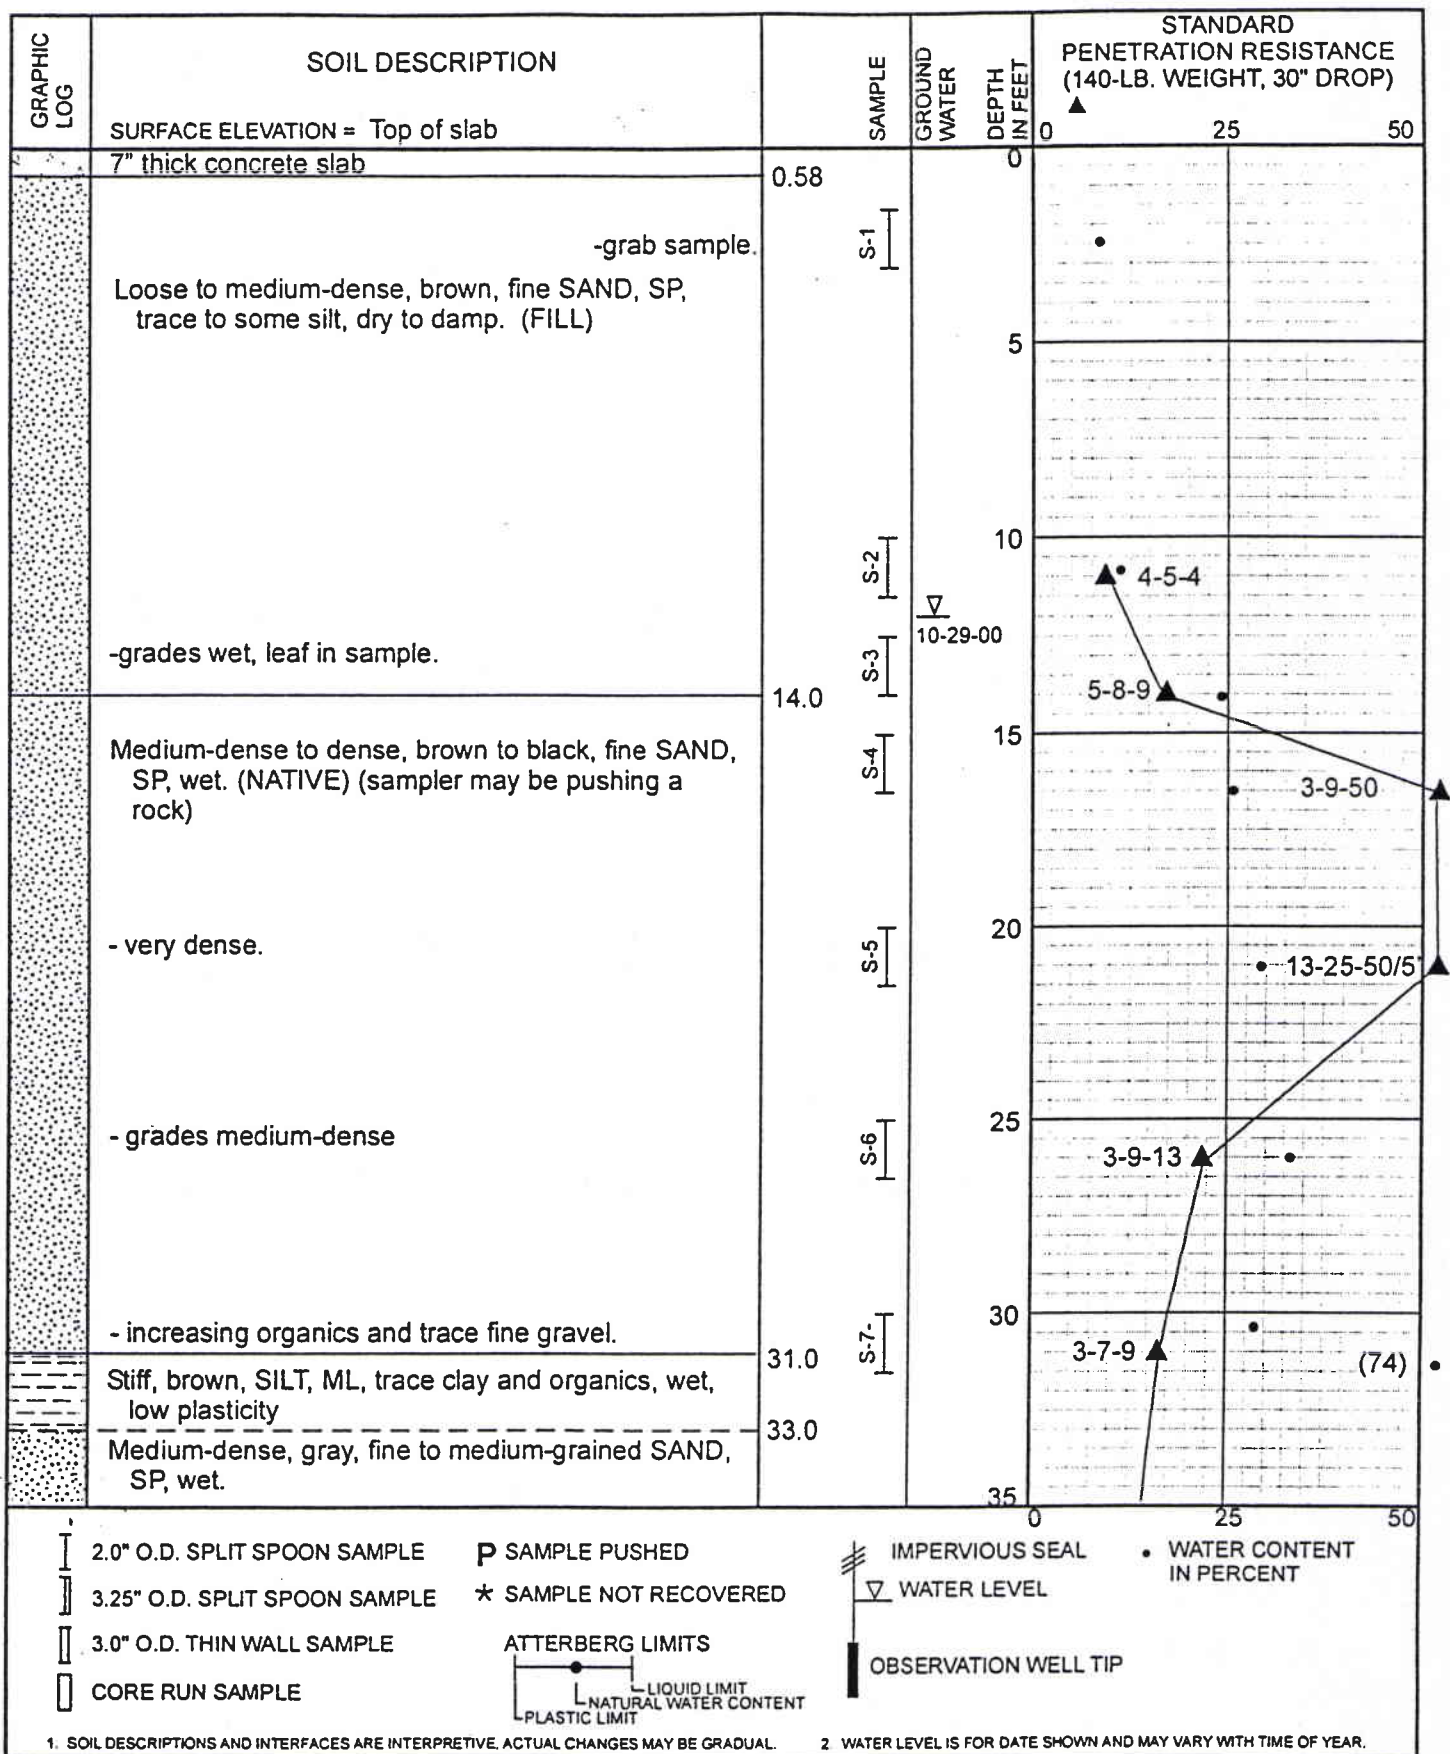 GRAPHIC
LOG
SOIL DESCRIPTION
SURFACE ELEVATION = Top of slab
SAMPLE
GROUND
WATER
DEPTH
IN FEET
STANDARD
PENETRATION RESISTANCE
(140-LB. WEIGHT, 30" DROP)
▲
0 25 50
7" thick concrete slab
0.58
0
-grab sample.
S-1
Loose to medium-dense, brown, fine SAND, SP,
trace to some silt, dry to damp. (FILL)
5
10
S-2
4-5-4
10-29-00
-grades wet, leaf in sample.
S-3
5-8-9
14.0
15
Medium-dense to dense, brown to black, fine SAND,
SP, wet. (NATIVE) (sampler may be pushing a
rock)
S-4
3-9-50
20
- very dense.
S-5
13-25-50/5"
25
- grades medium-dense
S-6
3-9-13
30
- increasing organics and trace fine gravel.
S-7-
31.0
3-7-9
(74)
Stiff, brown, SILT, ML, trace clay and organics, wet,
low plasticity
33.0
Medium-dense, gray, fine to medium-grained SAND,
SP, wet.
35
0 25 50
2.0" O.D. SPLIT SPOON SAMPLE
3.25" O.D. SPLIT SPOON SAMPLE
3.0" O.D. THIN WALL SAMPLE
CORE RUN SAMPLE
P SAMPLE PUSHED
* SAMPLE NOT RECOVERED
ATTERBERG LIMITS
LIQUID LIMIT
NATURAL WATER CONTENT
PLASTIC LIMIT
IMPERVIOUS SEAL
WATER LEVEL
OBSERVATION WELL TIP
• WATER CONTENT
IN PERCENT
1. SOIL DESCRIPTIONS AND INTERFACES ARE INTERPRETIVE, ACTUAL CHANGES MAY BE GRADUAL.
2 WATER LEVEL IS FOR DATE SHOWN AND MAY VARY WITH TIME OF YEAR.